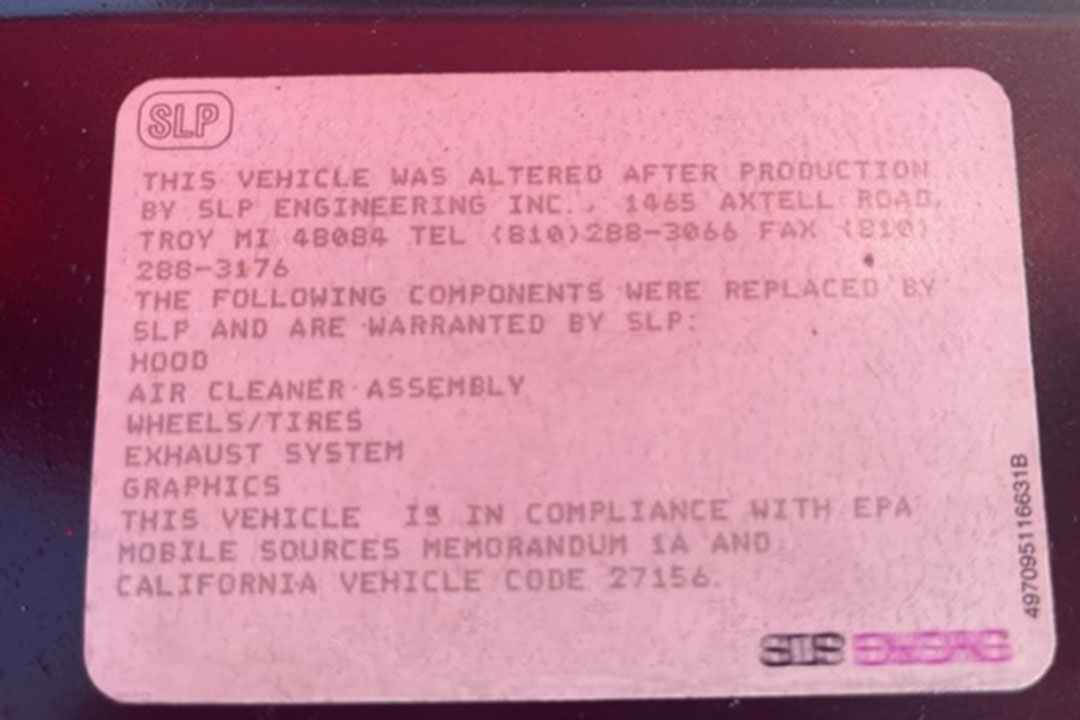 SLP
THIS VEHICLE WAS ALTERED AFTER PRODUCTION
BY SLP ENGINEERING INC., 1465 AXTELL ROAD,
TROY MI 48084 TEL (810)288-3066 FAX (810)
288-3176
THE FOLLOWING COMPONENTS WERE REPLACED BY
SLP AND ARE WARRANTED BY SLP:
HOOD
AIR CLEANER ASSEMBLY
WHEELS/TIRES
EXHAUST SYSTEM
GRAPHICS
THIS VEHICLE IS IN COMPLIANCE WITH EPA
MOBILE SOURCES MEMORANDUM 1A AND
CALIFORNIA VEHICLE CODE 27156.
497095116631B